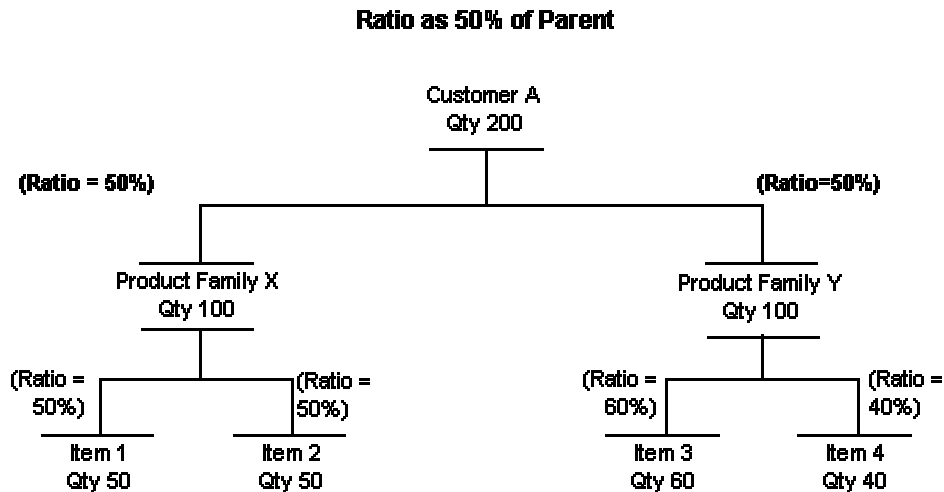 Ratio as 50% of Parent
Customer A
Qty 200
(Ratio = 50%)
(Ratio=50%)
Product Family X
Qty 100
Product Family Y
Qty 100
(Ratio =
50%)
(Ratio =
50%)
(Ratio =
60%)
(Ratio =
40%)
Item 1
Qty 50
Item 2
Qty 50
Item 3
Qty 60
Item 4
Qty 40